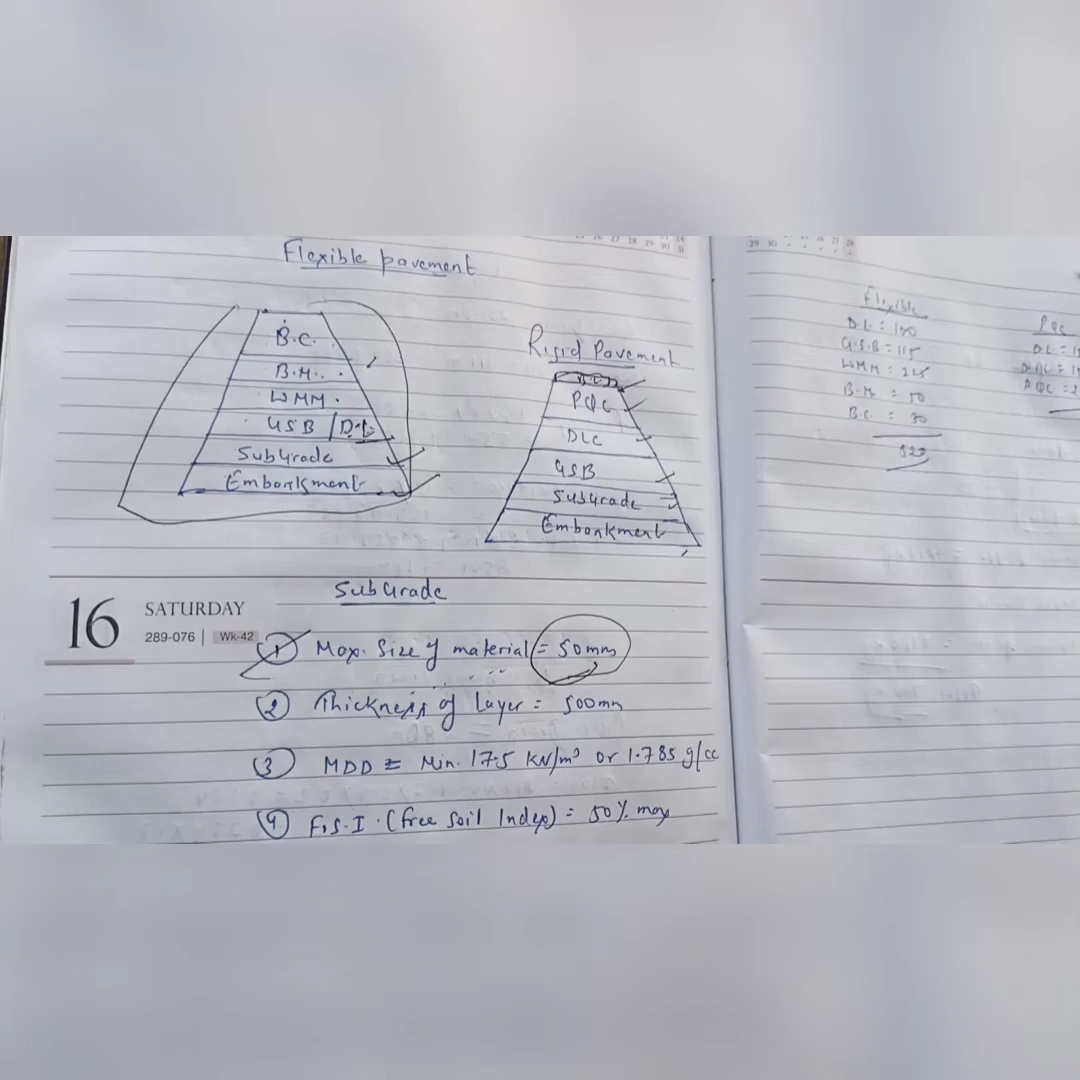 Flexible pavement
B.C.
B.M.
WMM.
GSB / D.L
SubGrade
Embankment
Rigid Pavement
PQC
DLC
GSB
SubGrade
Embankment
SubGrade
16 SATURDAY
289-076 | Wk-42
① Max. Size of material = 50mm
② Thickness of Layer = 500mm
③ MDD = Min. 17.5 KN/m³ or 1.785 g/cc
④ F.S.I. (free Soil Index) = 50% max
29 30
Flexible
D.L = 150
G.S.B = 115
WMM = 225
B.M. = 50
B.C. = 30
PQC
D.L =